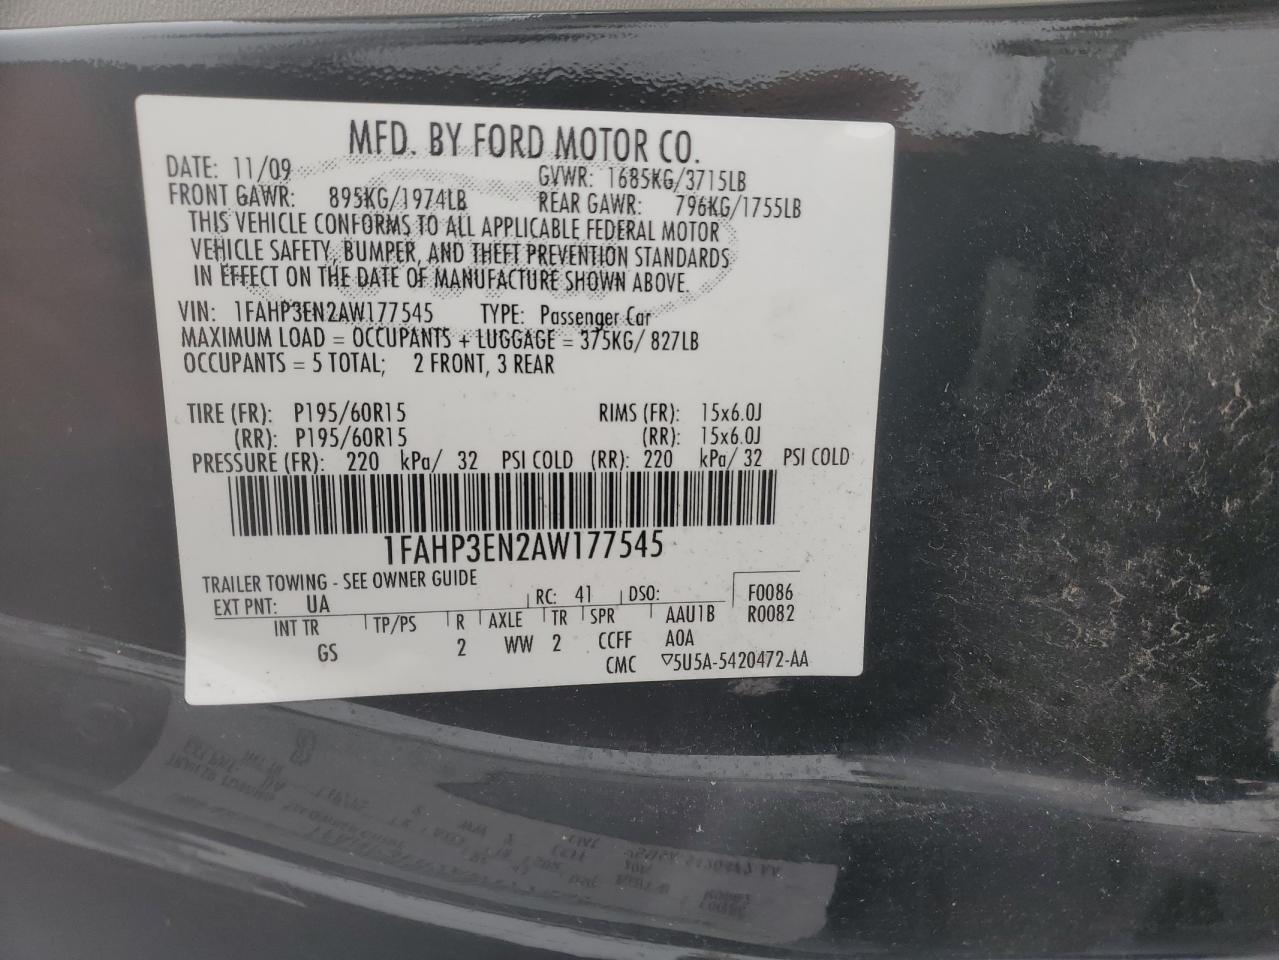 MFD. BY FORD MOTOR CO.
DATE: 11/09 GVWR: 1685KG/3715LB
FRONT GAWR: 895KG/1974LB REAR GAWR: 796KG/1755LB
THIS VEHICLE CONFORMS TO ALL APPLICABLE FEDERAL MOTOR
VEHICLE SAFETY, BUMPER, AND THEFT PREVENTION STANDARDS
IN EFFECT ON THE DATE OF MANUFACTURE SHOWN ABOVE.
VIN: 1FAHP3EN2AW177545 TYPE: Passenger Car
MAXIMUM LOAD = OCCUPANTS + LUGGAGE = 375KG/ 827LB
OCCUPANTS = 5 TOTAL; 2 FRONT, 3 REAR
TIRE (FR): P195/60R15 RIMS (FR): 15x6.0J
(RR): P195/60R15 (RR): 15x6.0J
PRESSURE (FR): 220 kPa/ 32 PSI COLD (RR): 220 kPa/ 32 PSI COLD
1FAHP3EN2AW177545
TRAILER TOWING - SEE OWNER GUIDE
EXT PNT: UA RC: 41 DSO: F0086
INT TR TP/PS R AXLE TR SPR AAU1B R0082
GS 2 WW 2 CCFF A0A
CMC ▽5U5A-5420472-AA